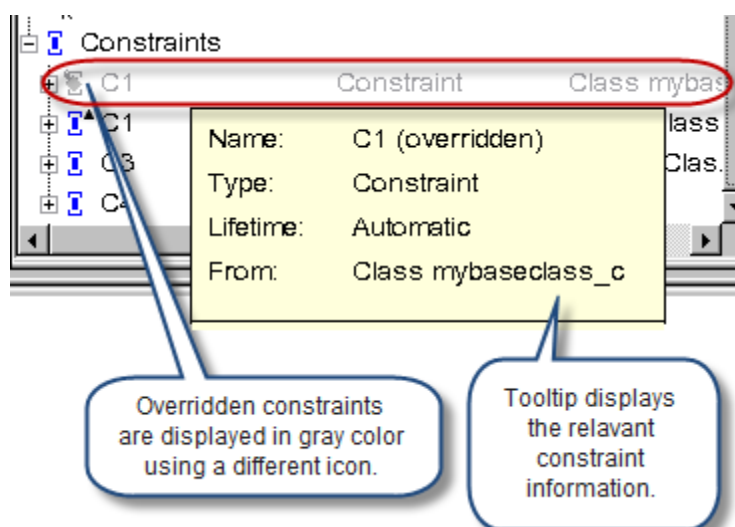 Constraints
C1 Constraint Class mybas
C1 lass
C3 Clas.
C4
Name: C1 (overridden)
Type: Constraint
Lifetime: Automatic
From: Class mybaseclass_c
Overridden constraints
are displayed in gray color
using a different icon.
Tooltip displays
the relavant
constraint
information.